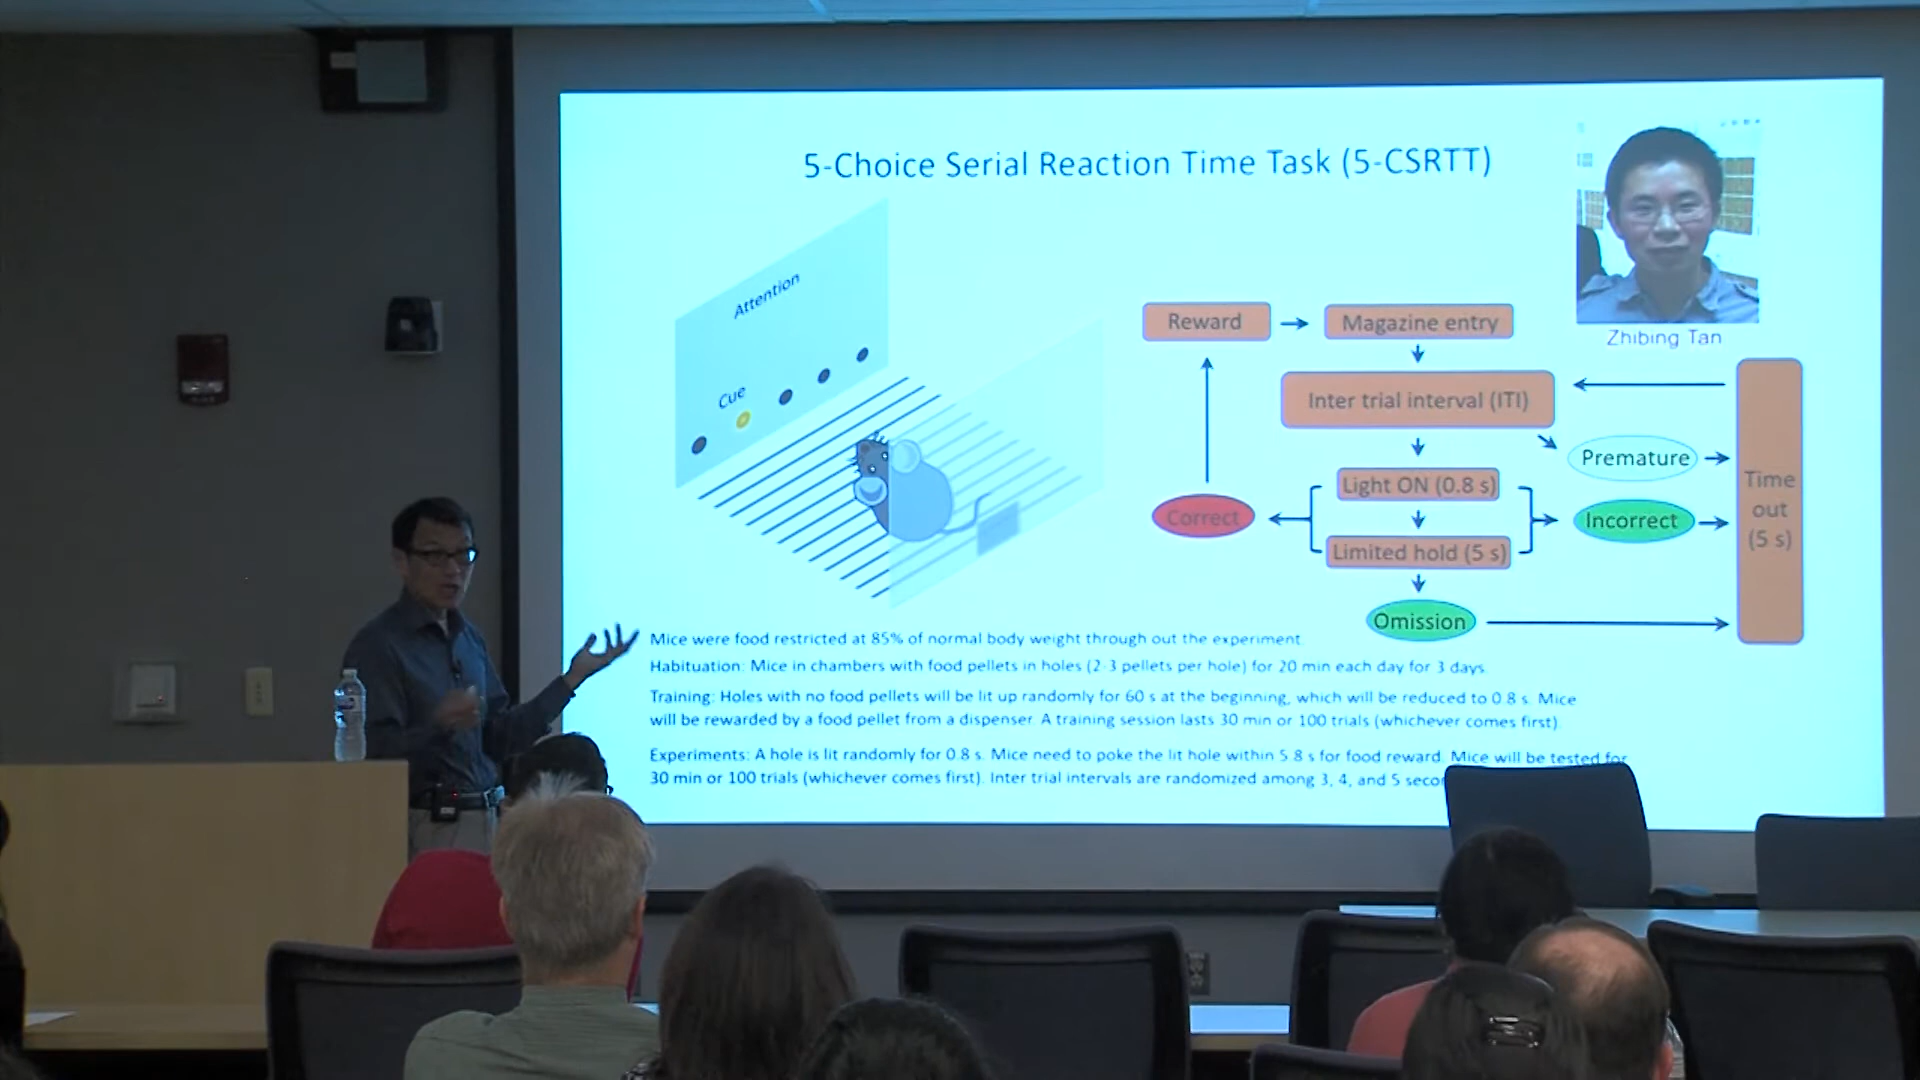 5-Choice Serial Reaction Time Task (5-CSRTT)
Attention
Cue
Reward
Magazine entry
Zhibing Tan
Inter trial interval (ITI)
Premature
Light ON (0.8 s)
Correct
Incorrect
Time
out
(5 s)
Limited hold (5 s)
Omission
Mice were food restricted at 85% of normal body weight through out the experiment.
Habituation: Mice in chambers with food pellets in holes (2-3 pellets per hole) for 20 min each day for 3 days.
Training: Holes with no food pellets will be lit up randomly for 60 s at the beginning, which will be reduced to 0.8 s. Mice
will be rewarded by a food pellet from a dispenser. A training session lasts 30 min or 100 trials (whichever comes first).
Experiments: A hole is lit randomly for 0.8 s. Mice need to poke the lit hole within 5.8 s for food reward. Mice will be tested for
30 min or 100 trials (whichever comes first). Inter trial intervals are randomized among 3, 4, and 5